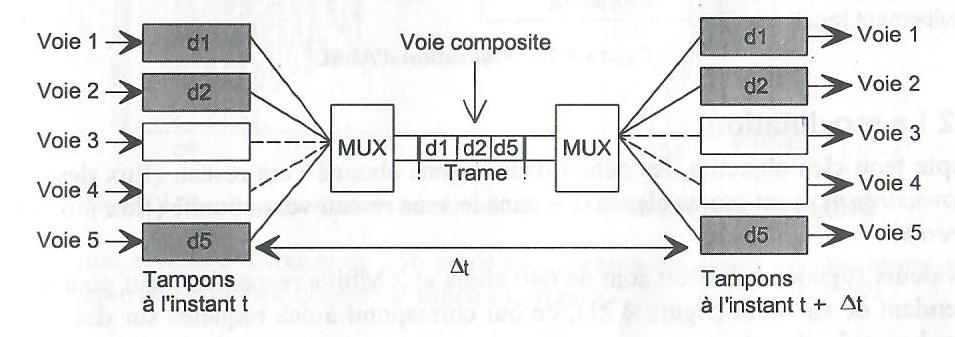 Voie 1
d1
Voie 2
d2
Voie 3
Voie 4
Voie 5
d5
Tampons
à l'instant t
MUX
Voie composite
d1 d2 d5
Trame
MUX
Δt
d1
Voie 1
d2
Voie 2
Voie 3
Voie 4
d5
Voie 5
Tampons
à l'instant t + Δt